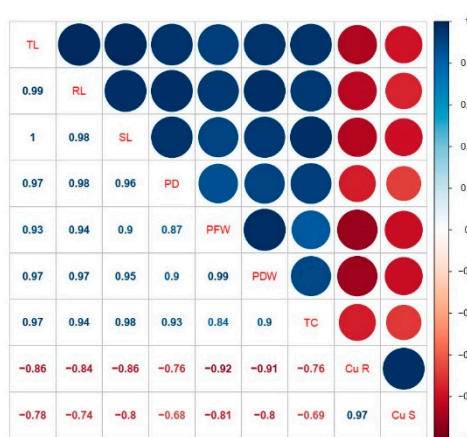 TL
0.99 RL
1 0.98 SL
0.97 0.98 0.96 PD
0.93 0.94 0.9 0.87 PFW
0.97 0.97 0.95 0.9 0.99 PDW
0.97 0.94 0.98 0.93 0.84 0.9 TC
−0.86 −0.84 −0.86 −0.76 −0.92 −0.91 −0.76 Cu R
−0.78 −0.74 −0.8 −0.68 −0.81 −0.8 −0.69 0.97 Cu S